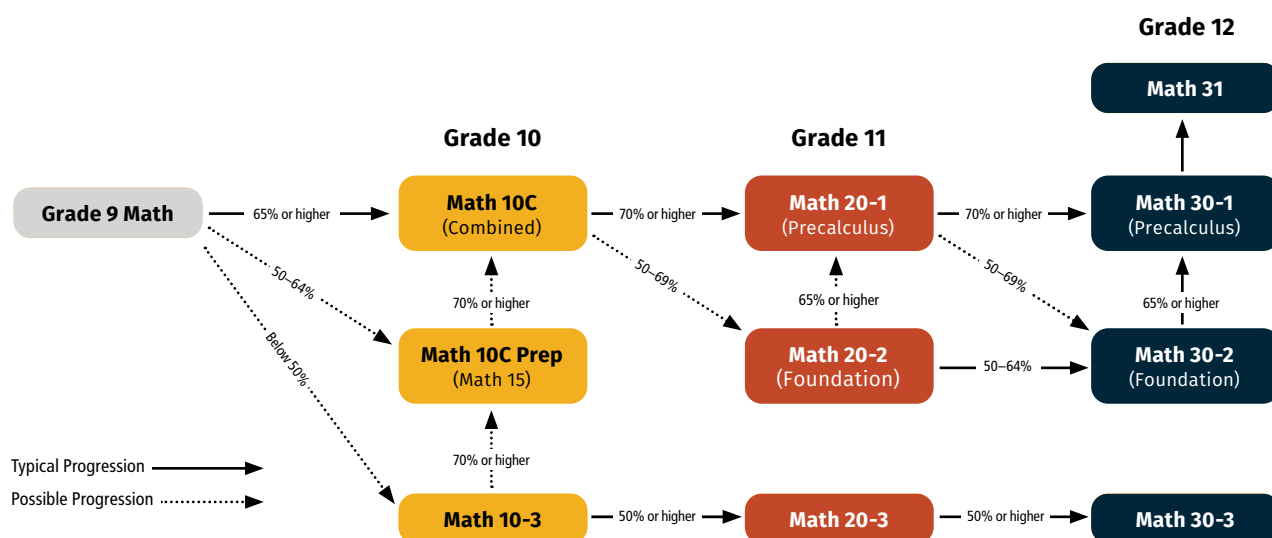 Grade 12
Math 31
Grade 10
Grade 11
Grade 9 Math
65% or higher
Math 10C
(Combined)
70% or higher
Math 20-1
(Precalculus)
70% or higher
Math 30-1
(Precalculus)
50–64%
50–69%
50–69%
70% or higher
65% or higher
65% or higher
Below 50%
Math 10C Prep
(Math 15)
Math 20-2
(Foundation)
50–64%
Math 30-2
(Foundation)
70% or higher
Typical Progression
Possible Progression
Math 10-3
50% or higher
Math 20-3
50% or higher
Math 30-3